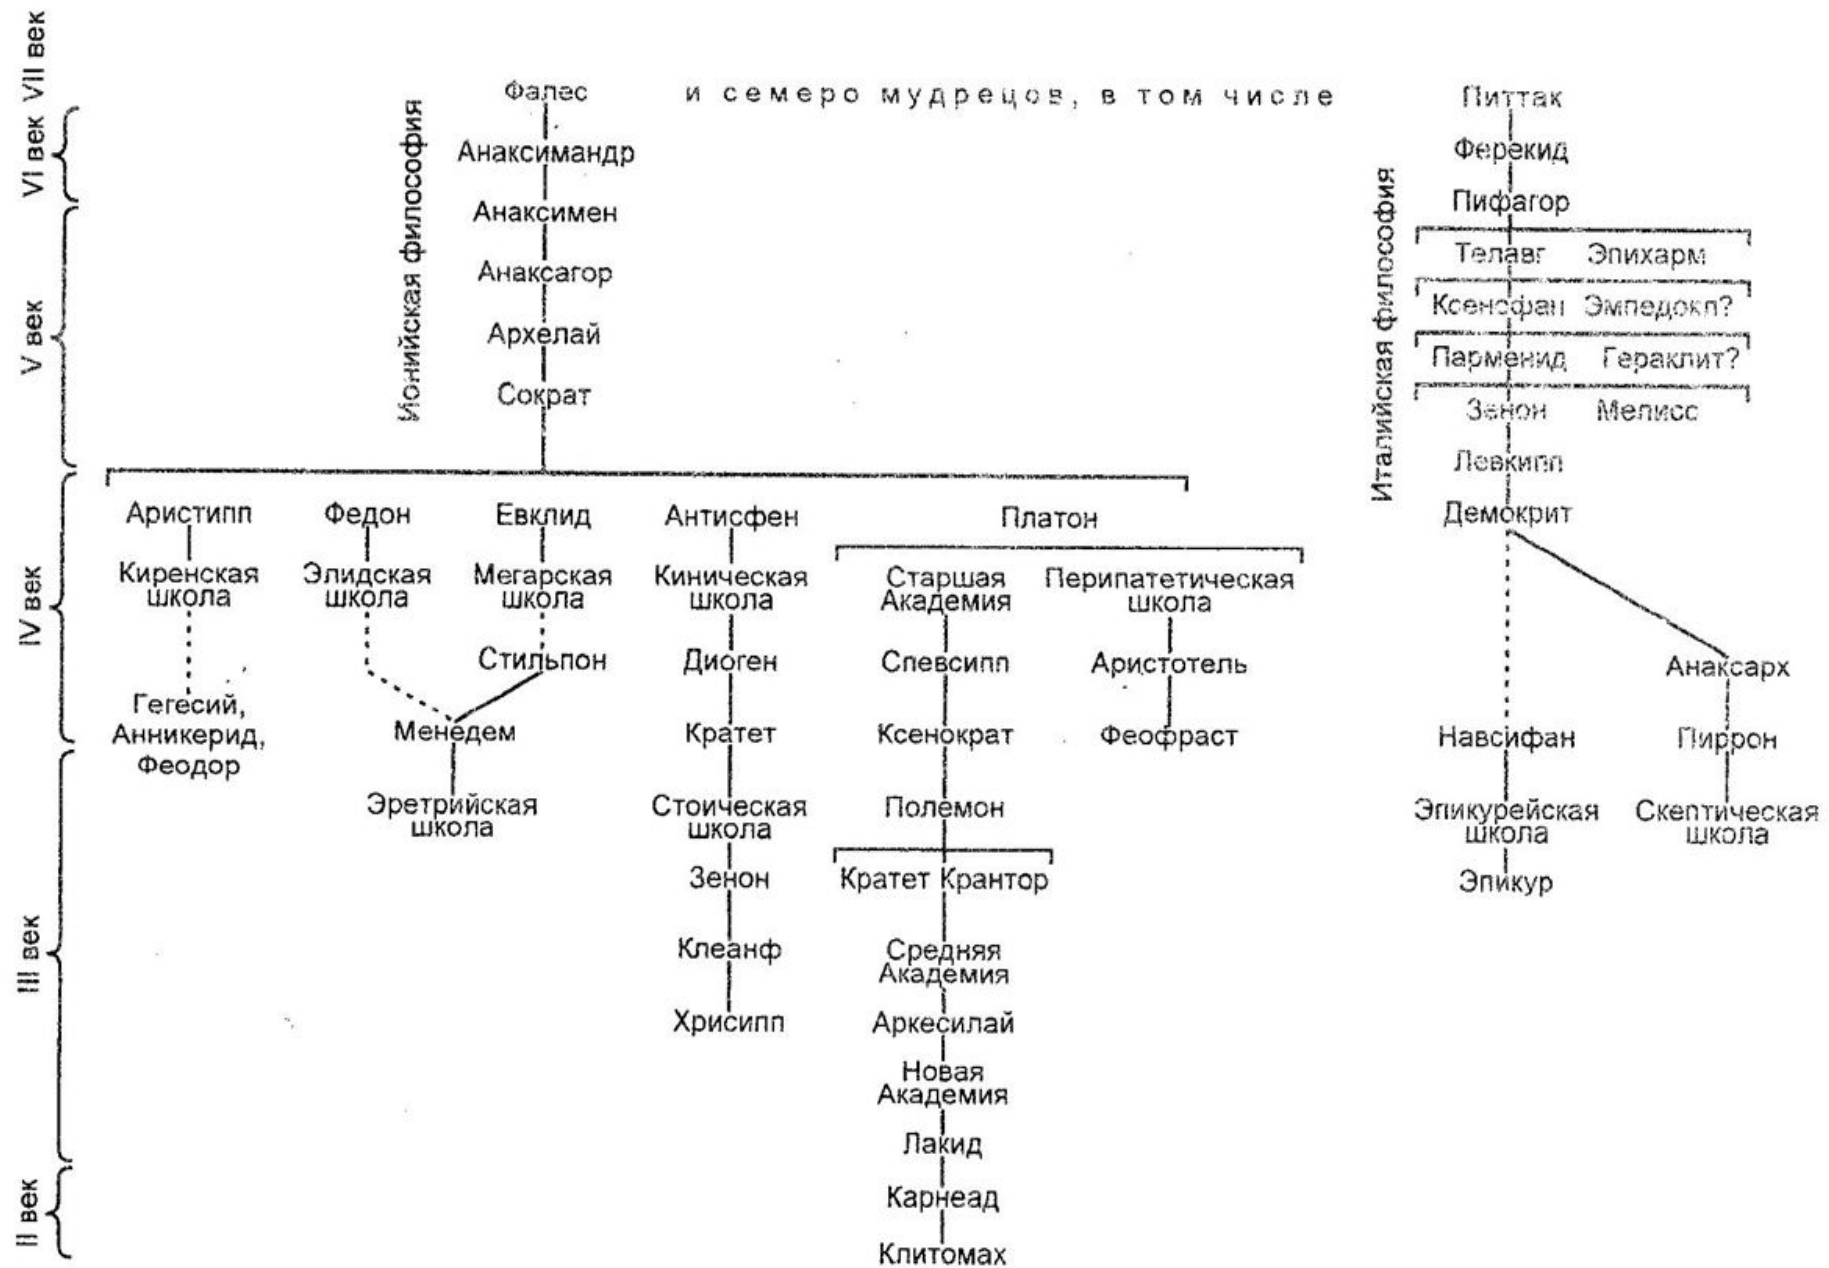 VII век
VI век
V век
IV век
III век
II век
Ионийская философия
Фалес
и семеро мудрецов, в том числе
Питтак
Анаксимандр
Ферекид
Анаксимен
Пифагор
Италийская философия
Анаксагор
Телавг Эпихарм
Архелай
Ксенофан Эмпедокл?
Сократ
Парменид Гераклит?
Зенон Мелисс
Левкипп
Демокрит
Аристипп
Федон
Евклид
Антисфен
Платон
Киренская
школа
Элидская
школа
Мегарская
школа
Киническая
школа
Старшая
Академия
Перипатетическая
школа
Стильпон
Диоген
Спевсипп
Аристотель
Анаксарх
Гегесий,
Анникерид,
Феодор
Менедем
Кратет
Ксенократ
Феофраст
Навсифан
Пиррон
Эретрийская
школа
Стоическая
школа
Полемон
Эпикурейская
школа
Скептическая
школа
Зенон
Кратет Крантор
Эпикур
Клеанф
Средняя
Академия
Хрисипп
Аркесилай
Новая
Академия
Лакид
Карнеад
Клитомах